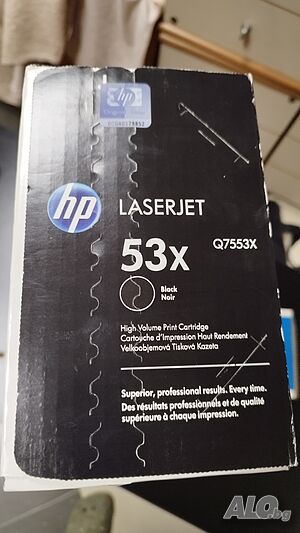 hp
hp
LASERJET
53X
Q7553X
Black
Noir
High Volume Print Cartridge
Cartouche d'Impression Haut Rendement
Velkoobjemová Tisková Kazeta
Superior, professional results. Every time.
Des résultats professionnels et de qualité
supérieure à chaque impression.
ALO.bg